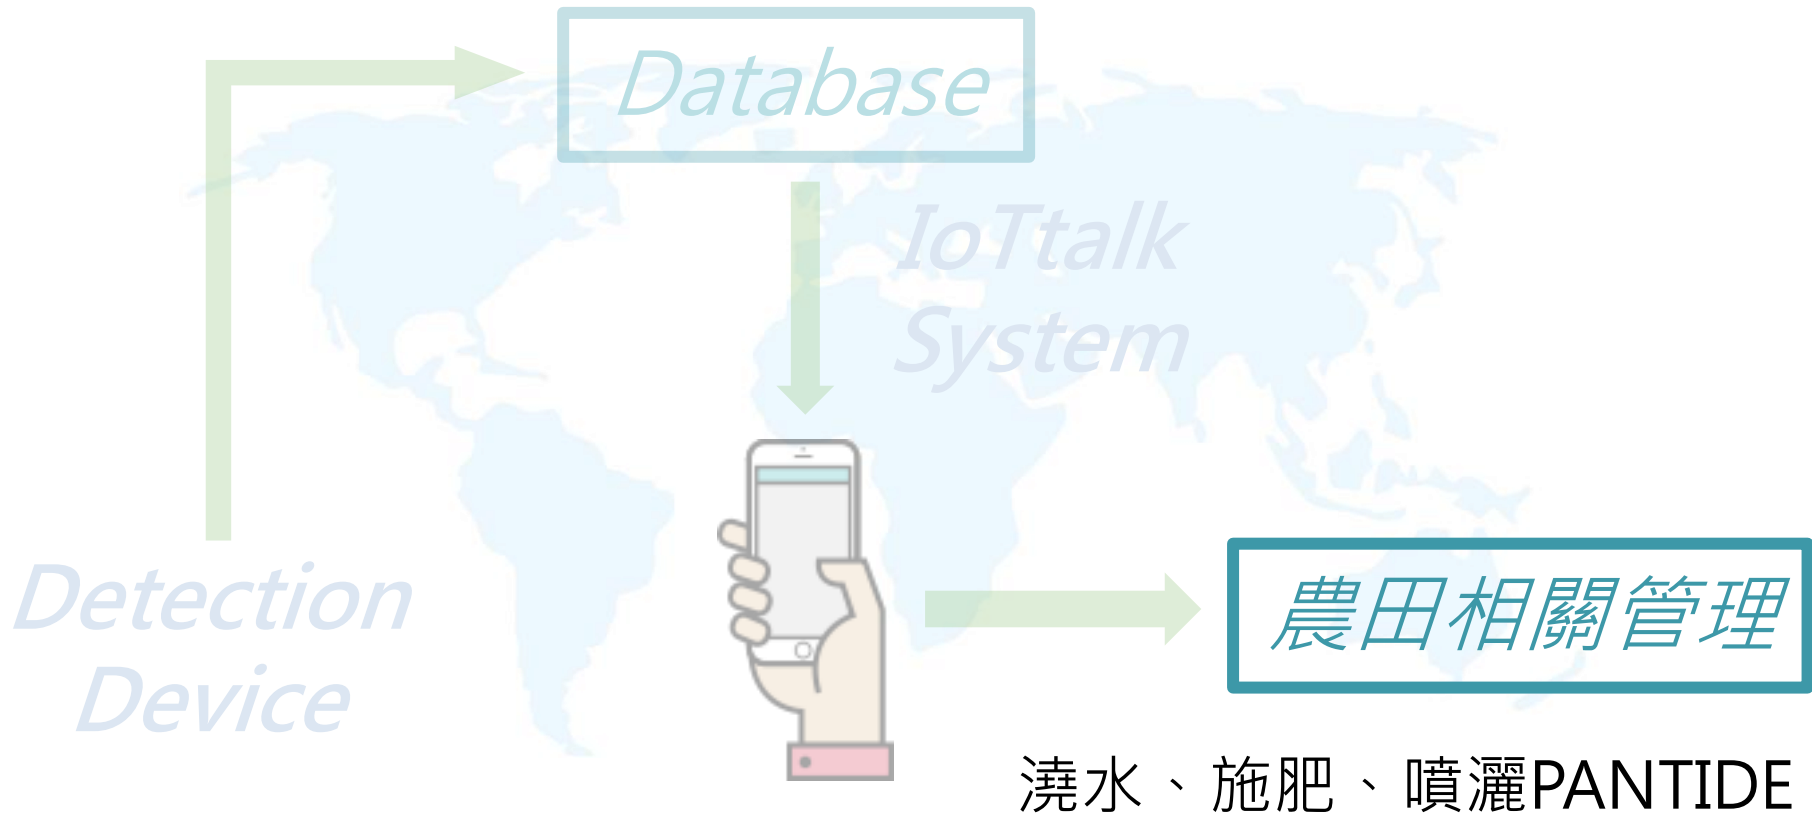 Database
IoTtalk
System
Detection
Device
農田相關管理
澆水、施肥、噴灑PANTIDE